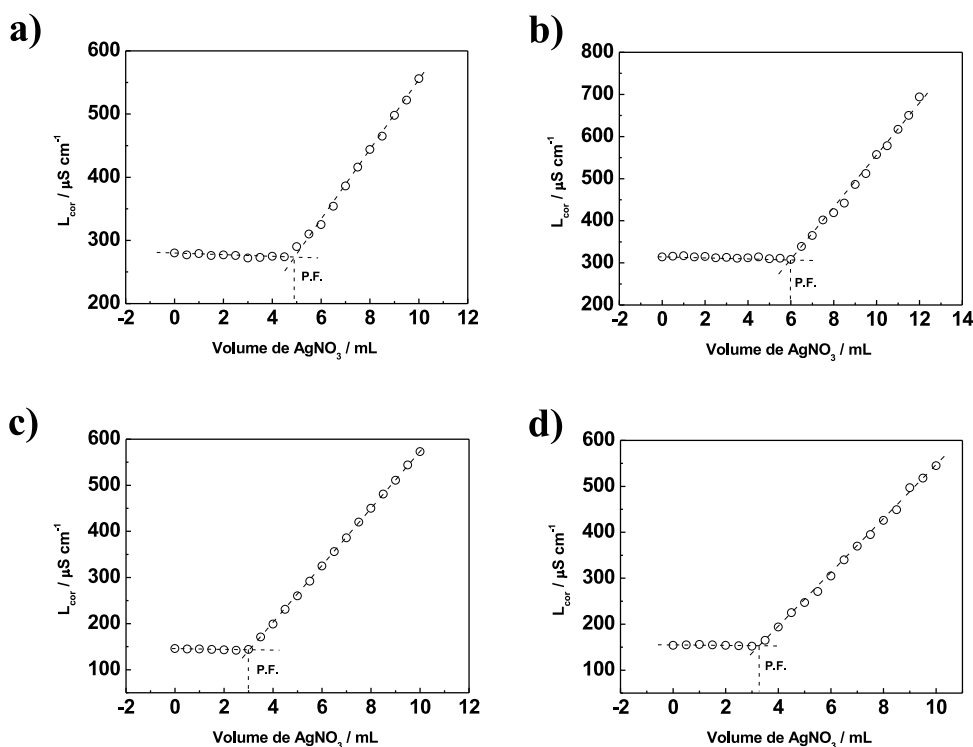 a)
600
500
400
300
200
L_cor / µS cm⁻¹
P.F.
-2 0 2 4 6 8 10 12
Volume de AgNO₃ / mL
b)
800
700
600
500
400
300
200
L_cor / µS cm⁻¹
P.F.
-2 0 2 4 6 8 10 12 14
Volume de AgNO₃ / mL
c)
600
500
400
300
200
100
L_cor / µS cm⁻¹
P.F.
-2 0 2 4 6 8 10 12
Volume de AgNO₃ / mL
d)
600
500
400
300
200
100
L_cor / µS cm⁻¹
P.F.
-2 0 2 4 6 8 10
Volume de AgNO₃ / mL